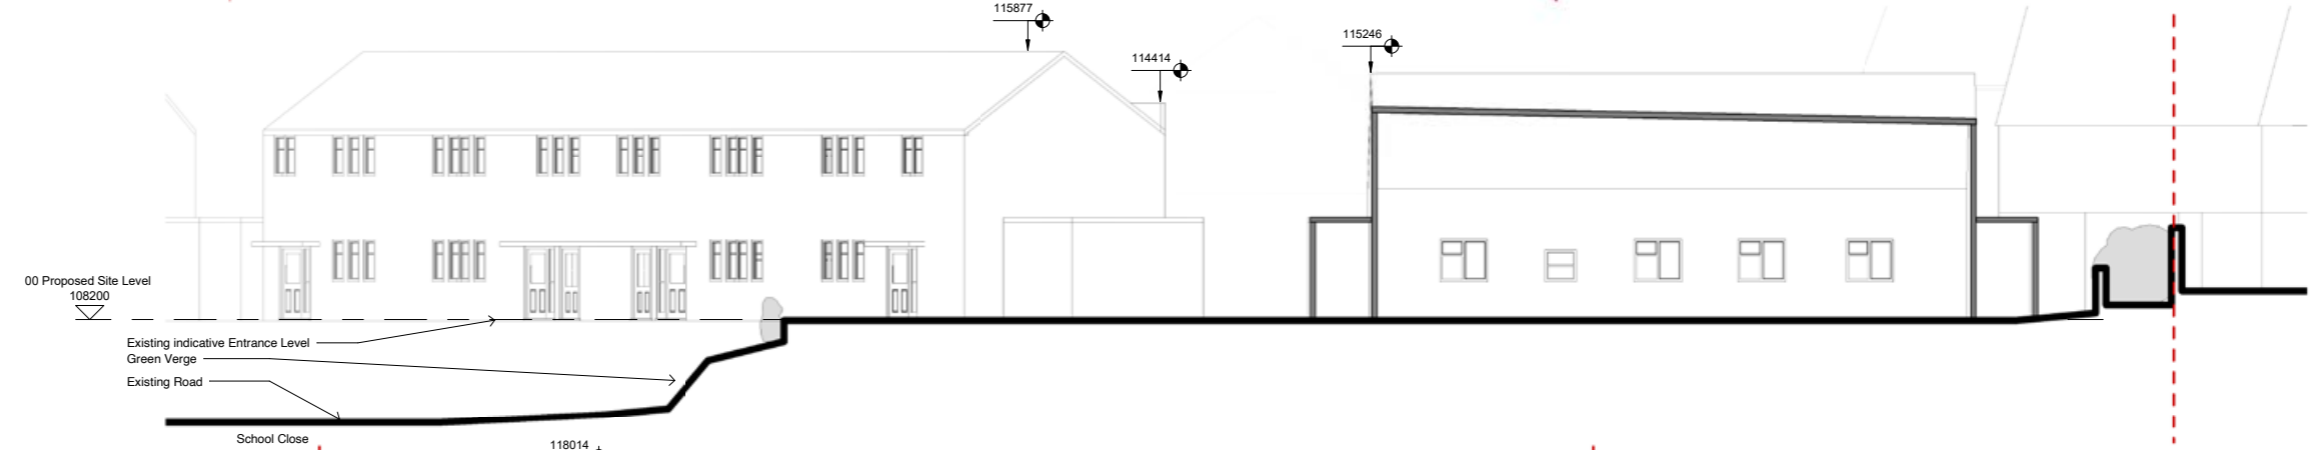 115877
115246
114414
00 Proposed Site Level
108200
Existing indicative Entrance Level
Green Verge
Existing Road
School Close
118014